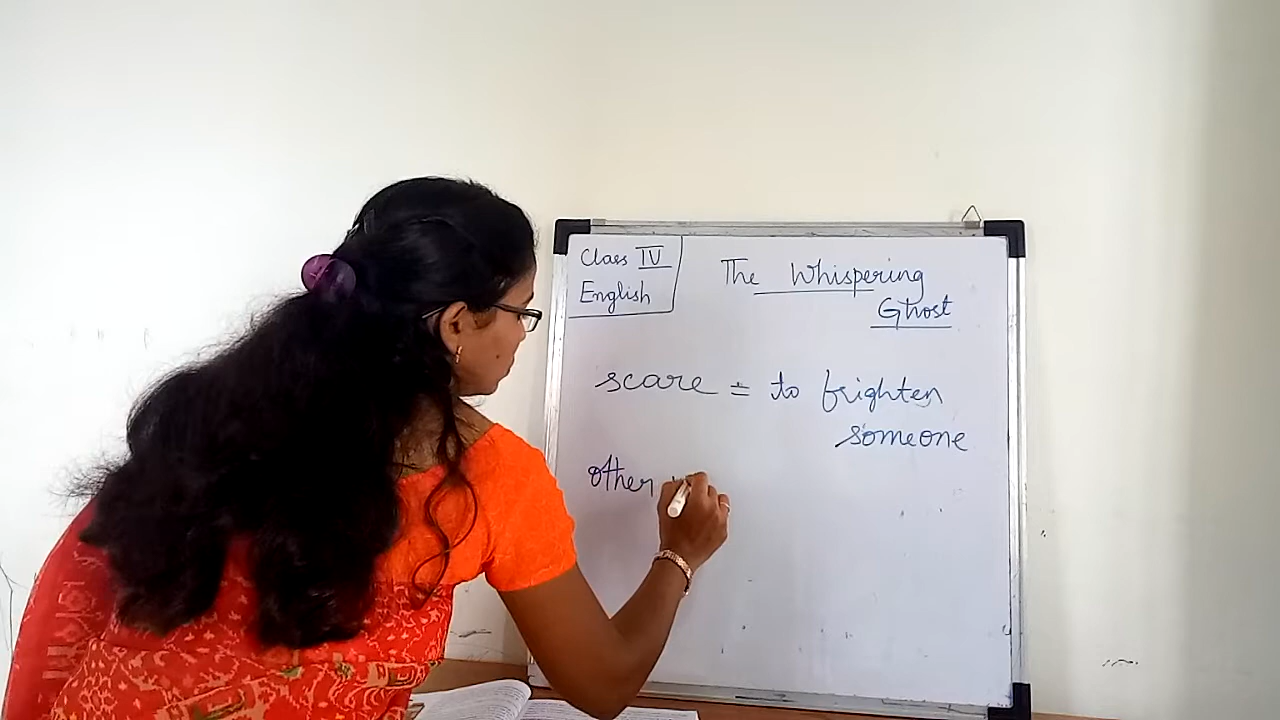 Class IV
English
The Whispering
Ghost
scare = to frighten
someone
other